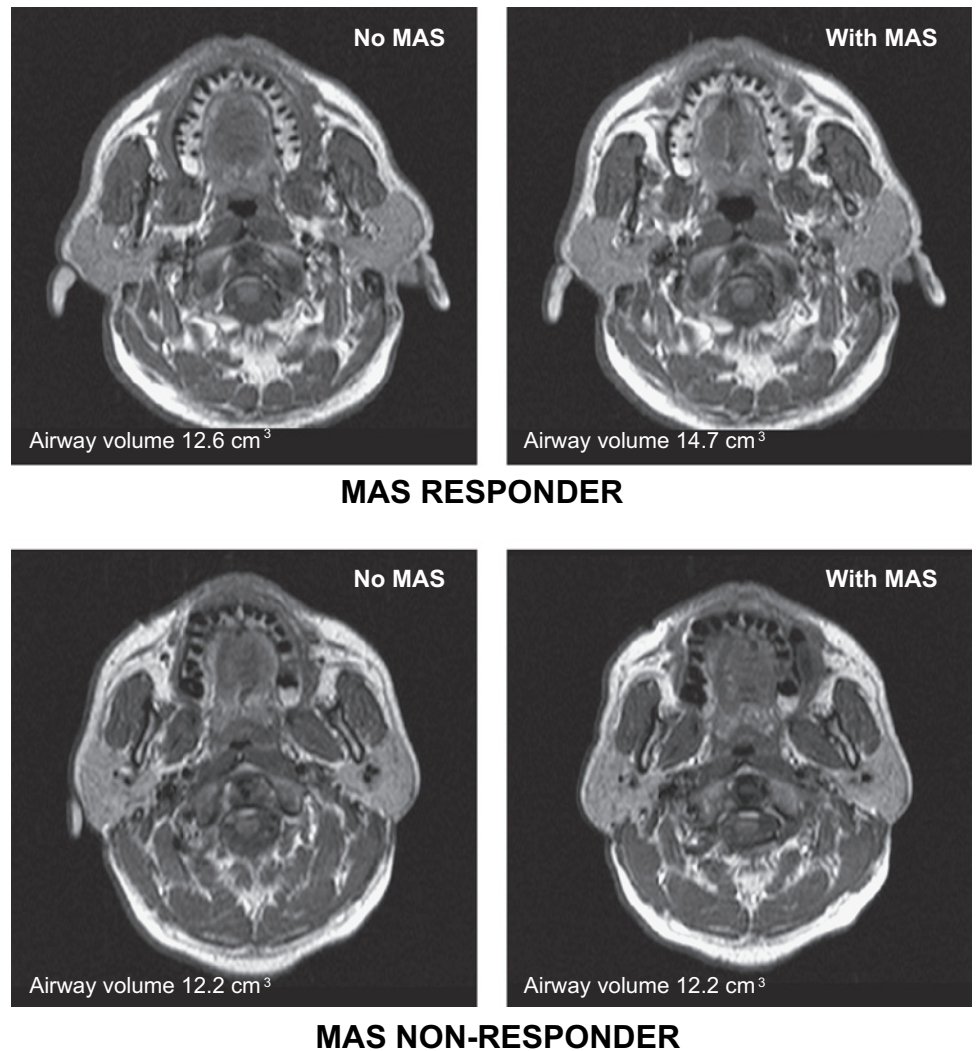 No MAS
With MAS
Airway volume 12.6 cm³
Airway volume 14.7 cm³
MAS RESPONDER
No MAS
With MAS
Airway volume 12.2 cm³
Airway volume 12.2 cm³
MAS NON-RESPONDER